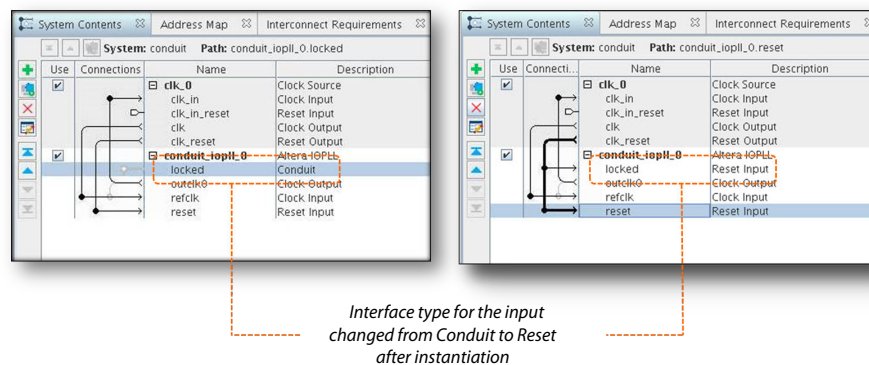 System Contents Address Map Interconnect Requirements
System: conduit Path: conduit_iopll_0.locked
Use Connections Name Description
clk_0 Clock Source
clk_in Clock Input
clk_in_reset Reset Input
clk Clock Output
clk_reset Reset Output
conduit_iopll_0 Altera IOPLL
locked Conduit
outclk0 Clock Output
refclk Clock Input
reset Reset Input
System Contents Address Map Interconnect Requirements
System: conduit Path: conduit_iopll_0.reset
Use Connecti... Name Description
clk_0 Clock Source
clk_in Clock Input
clk_in_reset Reset Input
clk Clock Output
clk_reset Reset Output
conduit_iopll_0 Altera IOPLL
locked Reset Input
outclk0 Clock Output
refclk Clock Input
reset Reset Input
Interface type for the input
changed from Conduit to Reset
after instantiation